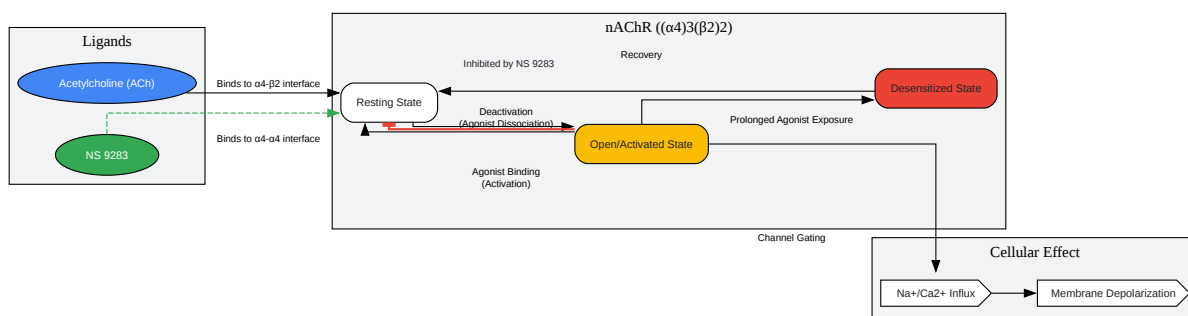 Ligands
Acetylcholine (ACh)
NS 9283
Binds to α4-β2 interface
Binds to α4-α4 interface
nAChR ((α4)3(β2)2)
Recovery
Inhibited by NS 9283
Resting State
Desensitized State
Deactivation
(Agonist Dissociation)
Prolonged Agonist Exposure
Open/Activated State
Agonist Binding
(Activation)
Channel Gating
Cellular Effect
Na+/Ca2+ Influx
Membrane Depolarization